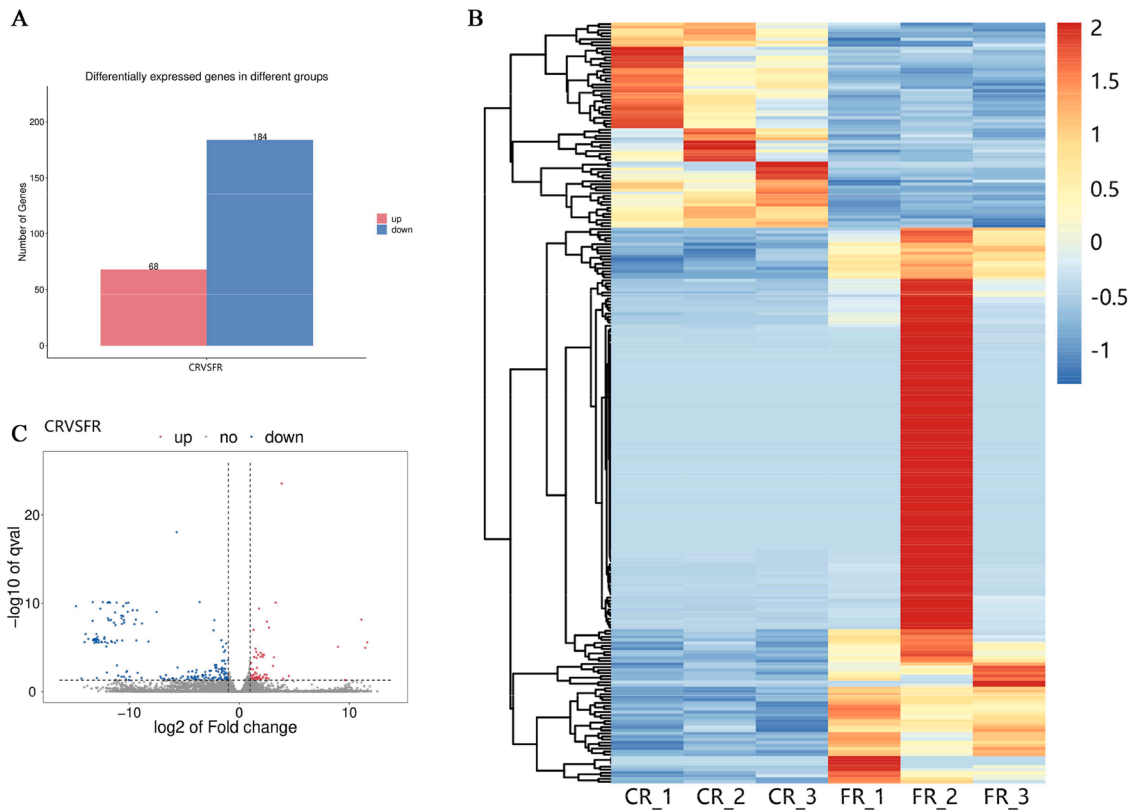 A
Differentially expressed genes in different groups
Number of Genes
200
150
100
50
0
184
68
up
down
CRVSFR
B
2
1.5
1
0.5
0
-0.5
-1
CR_1 CR_2 CR_3 FR_1 FR_2 FR_3
C
CRVSFR
up no down
-log10 of qval
20
10
0
-10 0 10
log2 of Fold change